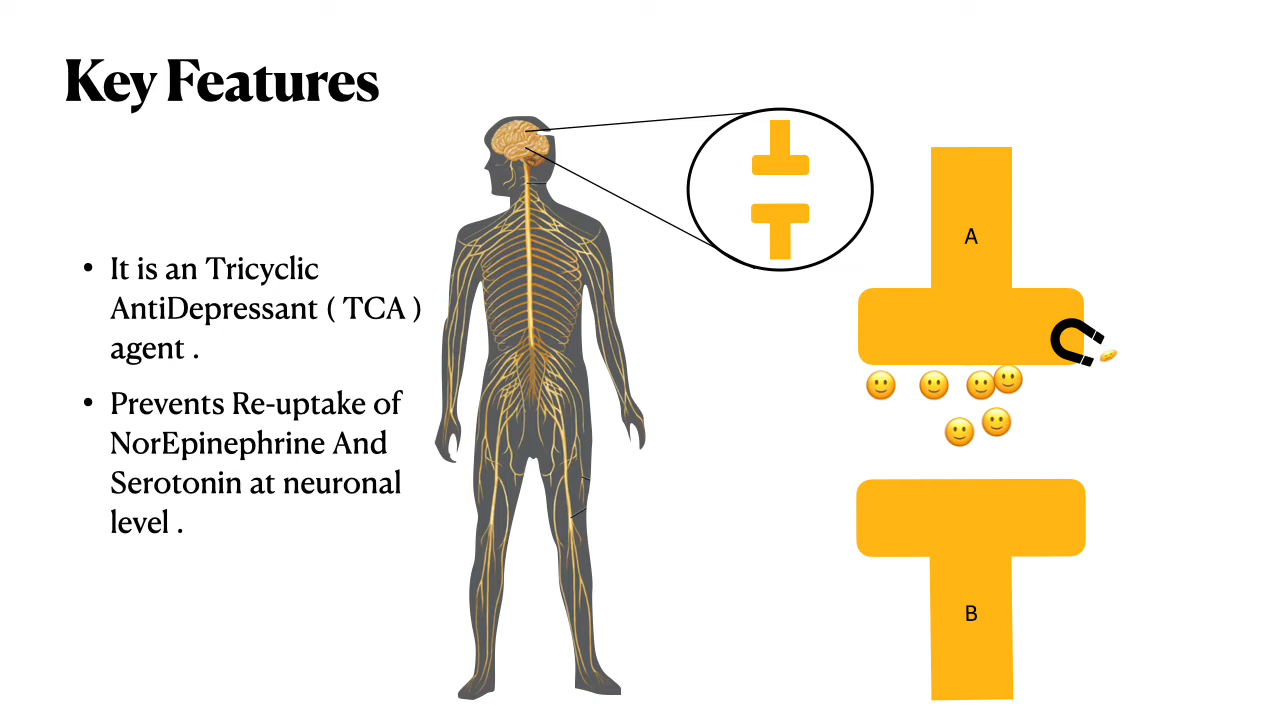 Key Features
• It is an Tricyclic
AntiDepressant ( TCA )
agent .
• Prevents Re-uptake of
NorEpinephrine And
Serotonin at neuronal
level .
A
B